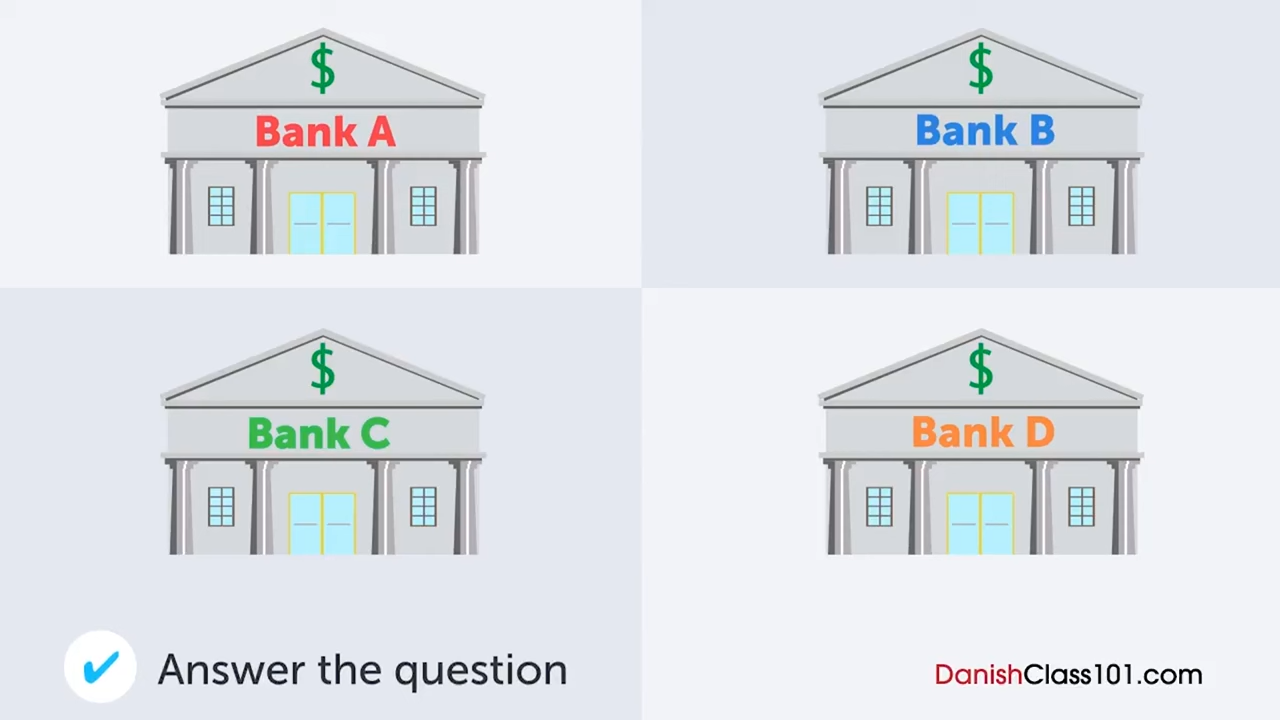 $
Bank A
$
Bank B
$
Bank C
$
Bank D
Answer the question
DanishClass101.com